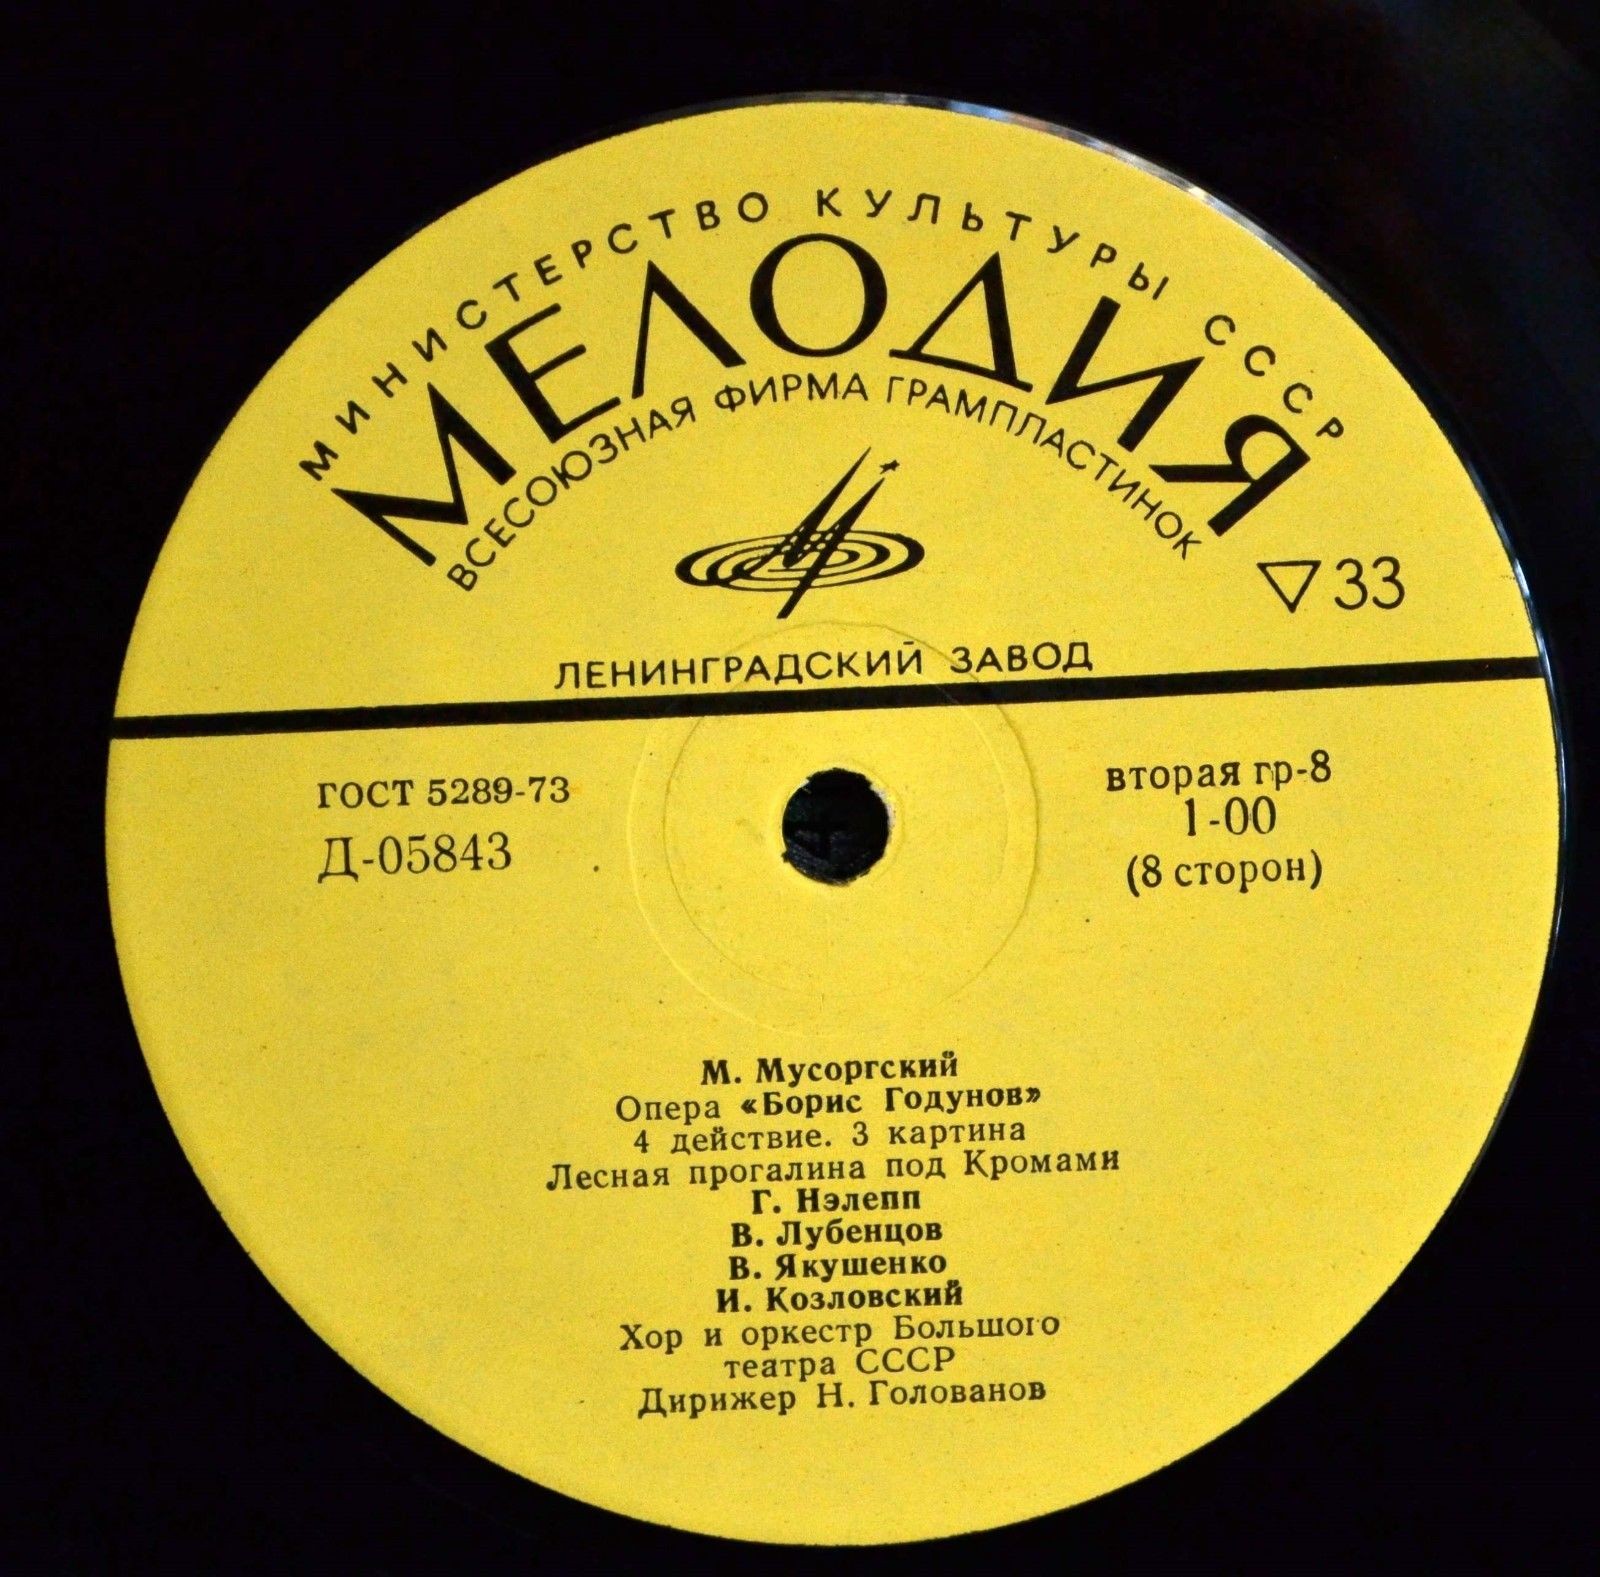 МИНИСТЕРСТВО КУЛЬТУРЫ СССР
МЕЛОДИЯ
ВСЕСОЮЗНАЯ ФИРМА ГРАМПЛАСТИНОК
▽33
ЛЕНИНГРАДСКИЙ ЗАВОД
ГОСТ 5289-73
Д-05843
вторая гр-8
1-00
(8 сторон)
М. Мусоргский
Опера «Борис Годунов»
4 действие. 3 картина
Лесная прогалина под Кромами
Г. Нэлепп
В. Лубенцов
В. Якушенко
И. Козловский
Хор и оркестр Большого
театра СССР
Дирижер Н. Голованов